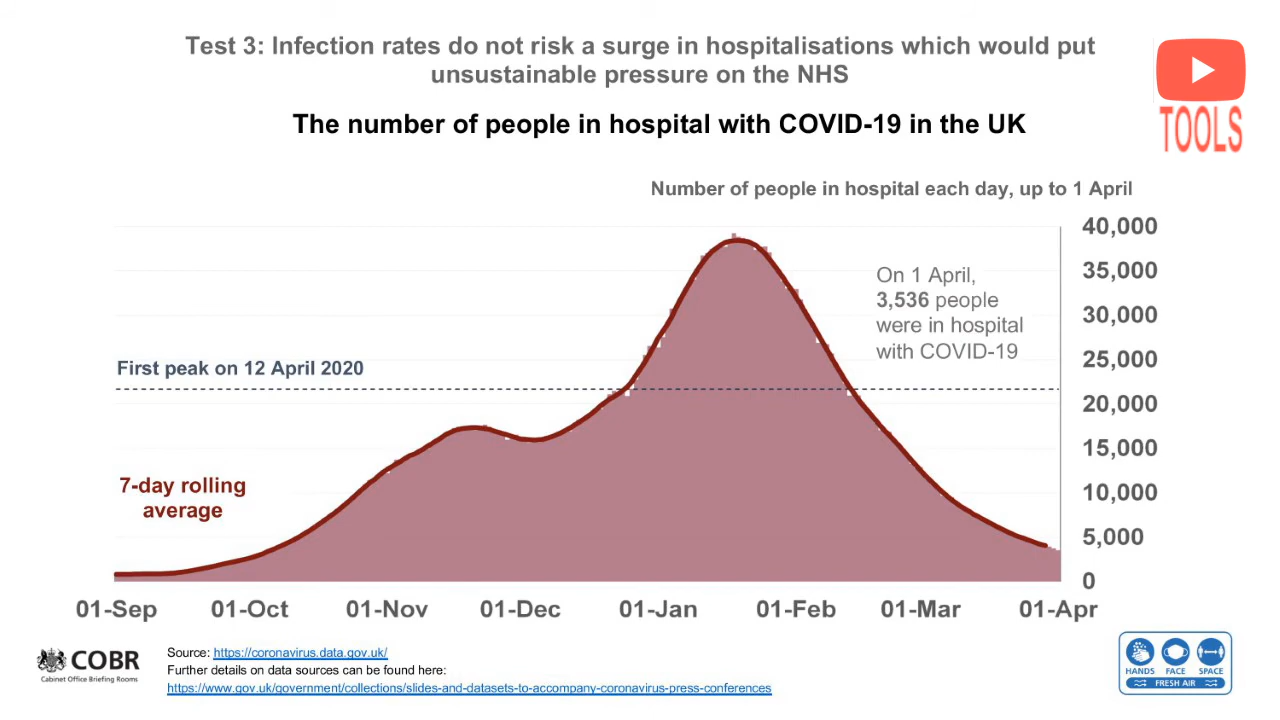 Test 3: Infection rates do not risk a surge in hospitalisations which would put
unsustainable pressure on the NHS
TOOLS
The number of people in hospital with COVID-19 in the UK
Number of people in hospital each day, up to 1 April
40,000
35,000
30,000
25,000
20,000
15,000
10,000
5,000
0
On 1 April,
3,536 people
were in hospital
with COVID-19
First peak on 12 April 2020
7-day rolling
average
01-Sep 01-Oct 01-Nov 01-Dec 01-Jan 01-Feb 01-Mar 01-Apr
COBR
Cabinet Office Briefing Rooms
Source: https://coronavirus.data.gov.uk/
Further details on data sources can be found here:
https://www.gov.uk/government/collections/slides-and-datasets-to-accompany-coronavirus-press-conferences
HANDS FACE SPACE
FRESH AIR